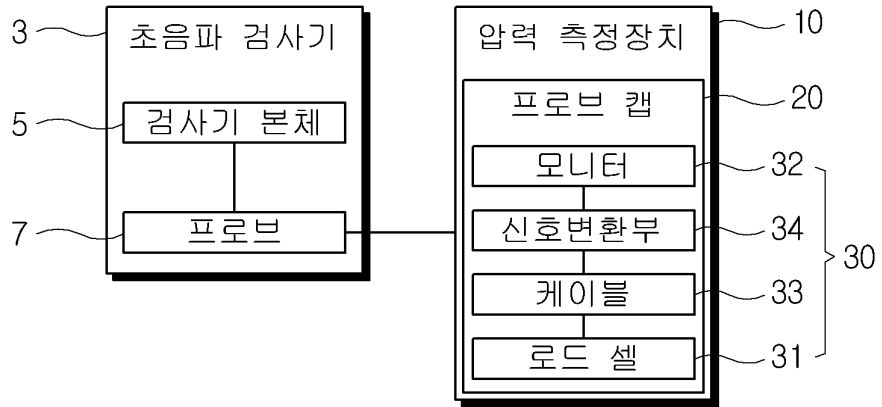 3
초음파 검사기
5
검사기 본체
7
프로브
압력 측정장치
10
프로브 캡
20
모니터
32
신호변환부
34
케이블
33
로드 셀
31
30